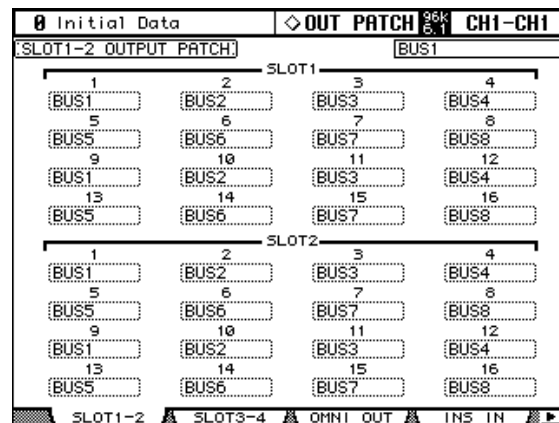 0 Initial Data ◇OUT PATCH 96k 6.1 CH1-CH1
SLOT1-2 OUTPUT PATCH BUS1
SLOT1
1 2 3 4
BUS1 BUS2 BUS3 BUS4
5 6 7 8
BUS5 BUS6 BUS7 BUS8
9 10 11 12
BUS1 BUS2 BUS3 BUS4
13 14 15 16
BUS5 BUS6 BUS7 BUS8
SLOT2
1 2 3 4
BUS1 BUS2 BUS3 BUS4
5 6 7 8
BUS5 BUS6 BUS7 BUS8
9 10 11 12
BUS1 BUS2 BUS3 BUS4
13 14 15 16
BUS5 BUS6 BUS7 BUS8
SLOT1-2 SLOT3-4 OMNI OUT INS IN